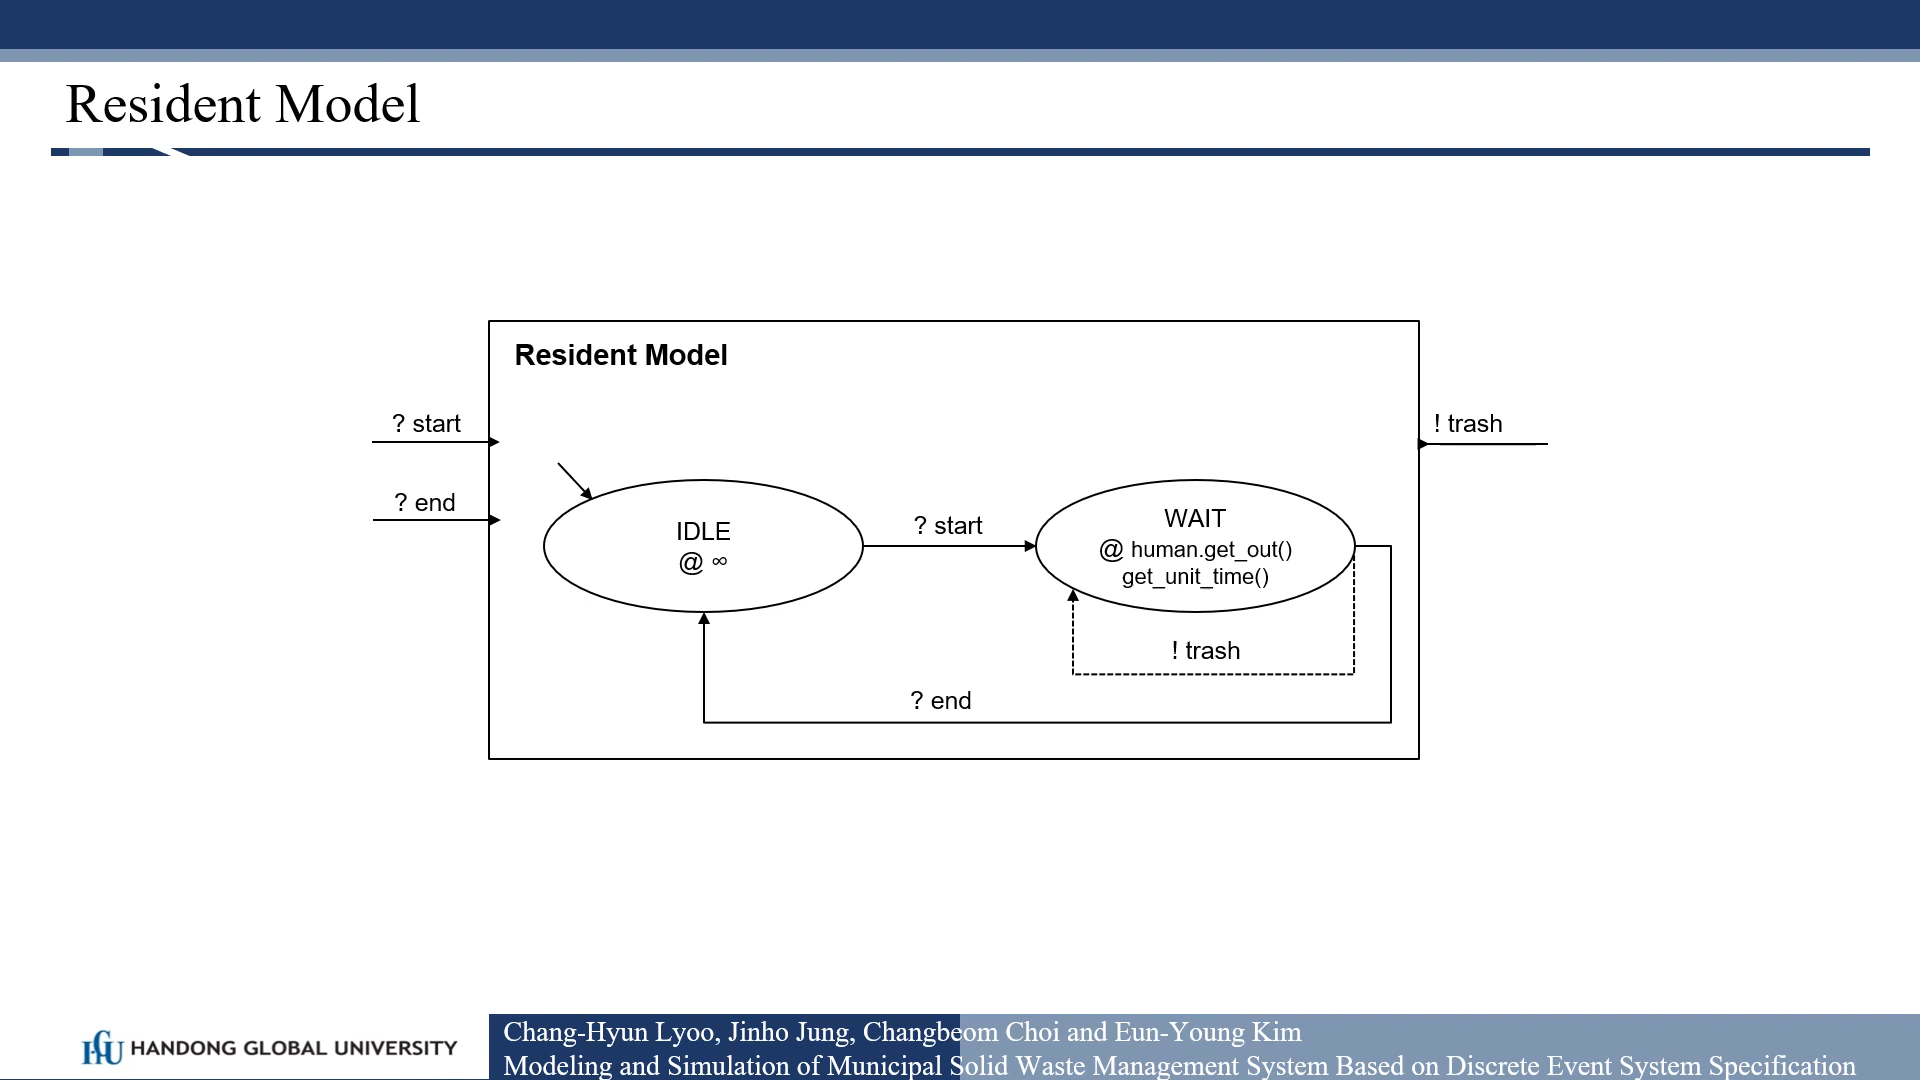 Resident Model
Resident Model
? start
! trash
? end
? start
IDLE
@ ∞
WAIT
@ human.get_out()
get_unit_time()
! trash
? end
HGU HANDONG GLOBAL UNIVERSITY
Chang-Hyun Lyoo, Jinho Jung, Changbeom Choi and Eun-Young Kim
Modeling and Simulation of Municipal Solid Waste Management System Based on Discrete Event System Specification